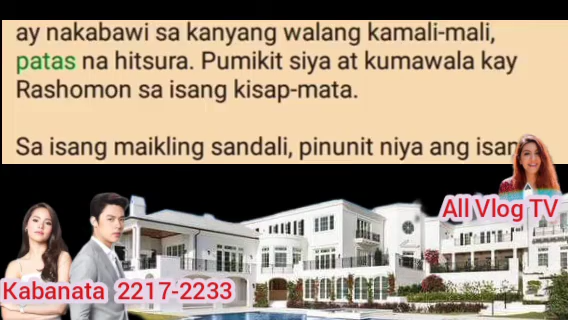 ay nakabawi sa kanyang walang kamali-mali,
patas na hitsura. Pumikit siya at kumawala kay
Rashomon sa isang kisap-mata.
Sa isang maikling sandali, pinunit niya ang isang
All Vlog TV
Kabanata 2217-2233